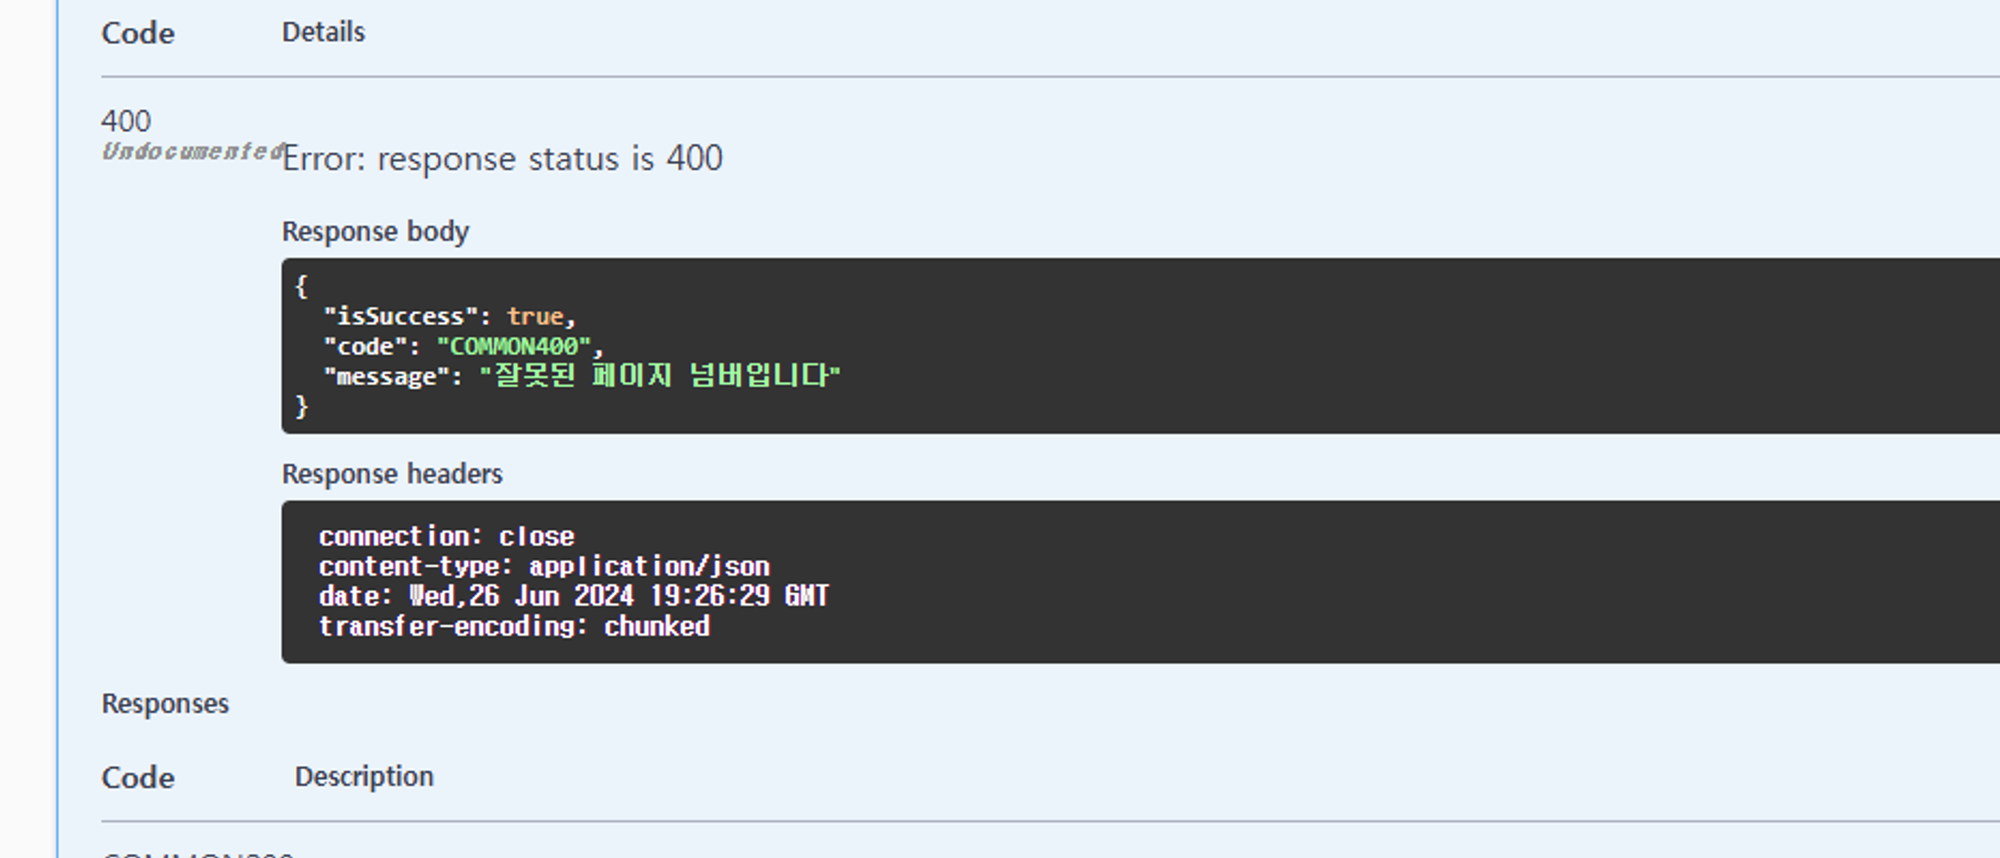 Code Details
400
Undocumented
Error: response status is 400
Response body
{
"isSuccess": true,
"code": "COMMON400",
"message": "잘못된 페이지 넘버입니다"
}
Response headers
connection: close
content-type: application/json
date: Wed,26 Jun 2024 19:26:29 GMT
transfer-encoding: chunked
Responses
Code Description